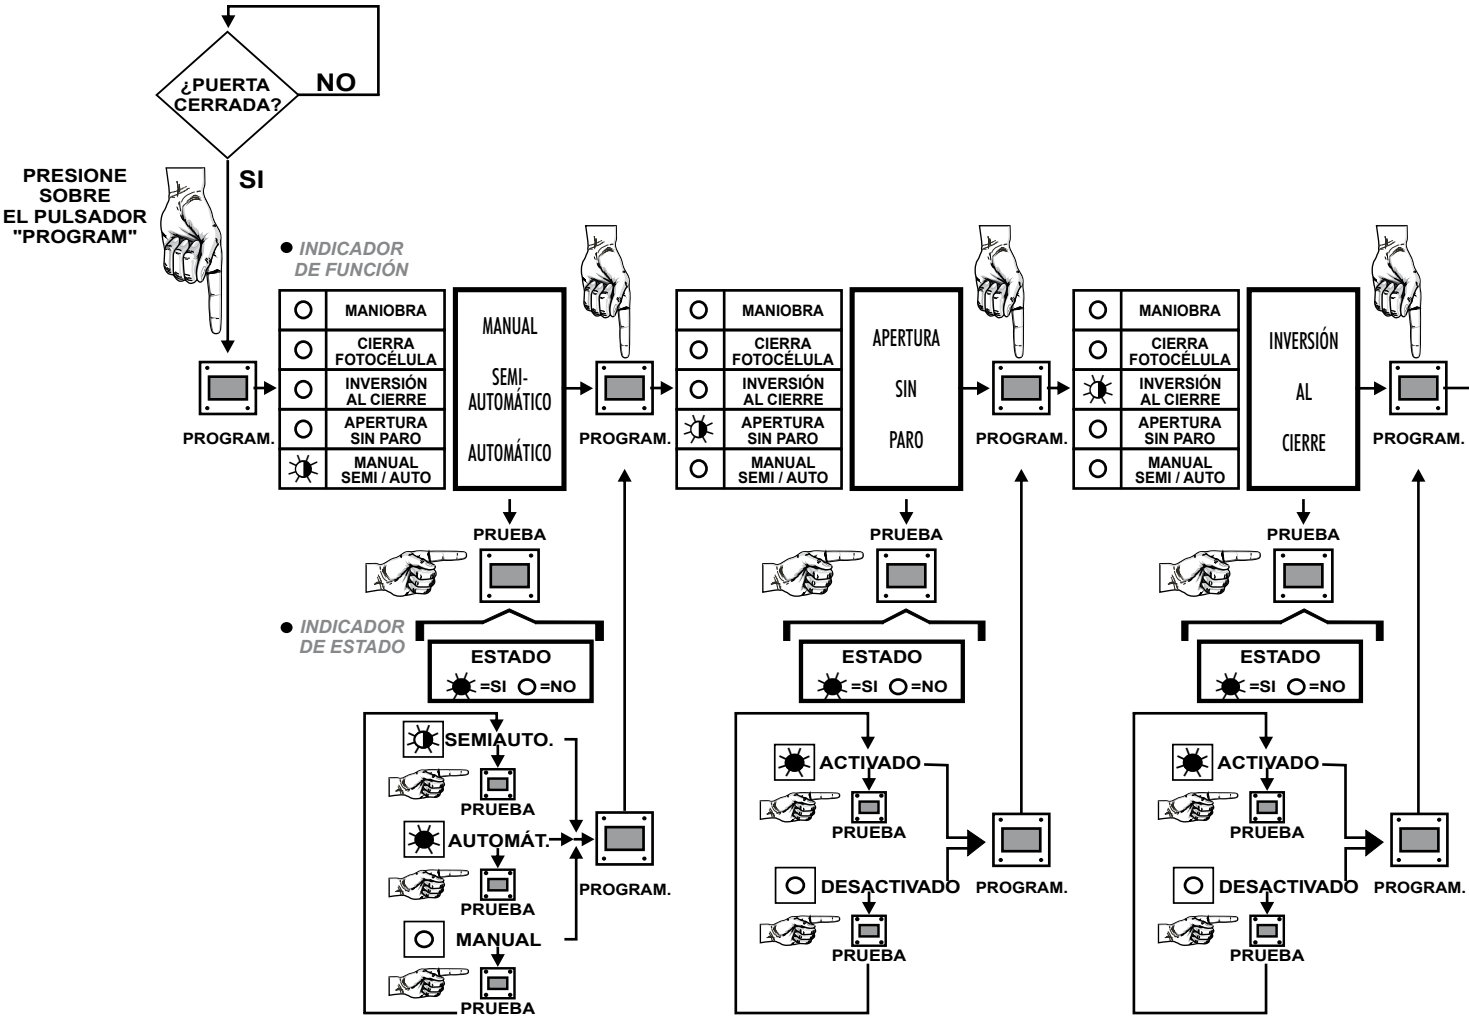 ¿PUERTA
CERRADA?
NO
SI
PRESIONE
SOBRE
EL PULSADOR
"PROGRAM"
PROGRAM.
● INDICADOR
DE FUNCIÓN
MANIOBRA
CIERRA
FOTOCÉLULA
INVERSIÓN
AL CIERRE
APERTURA
SIN PARO
MANUAL
SEMI / AUTO
MANUAL
SEMI-
AUTOMÁTICO
AUTOMÁTICO
PROGRAM.
PRUEBA
● INDICADOR
DE ESTADO
ESTADO
=SI =NO
SEMIAUTO.
PRUEBA
AUTOMÁT.
PRUEBA
MANUAL
PRUEBA
PROGRAM.
MANIOBRA
CIERRA
FOTOCÉLULA
INVERSIÓN
AL CIERRE
APERTURA
SIN PARO
MANUAL
SEMI / AUTO
APERTURA
SIN
PARO
PROGRAM.
PRUEBA
ESTADO
=SI =NO
ACTIVADO
PRUEBA
DESACTIVADO
PRUEBA
PROGRAM.
MANIOBRA
CIERRA
FOTOCÉLULA
INVERSIÓN
AL CIERRE
APERTURA
SIN PARO
MANUAL
SEMI / AUTO
INVERSIÓN
AL
CIERRE
PROGRAM.
PRUEBA
ESTADO
=SI =NO
ACTIVADO
PRUEBA
DESACTIVADO
PRUEBA
PROGRAM.